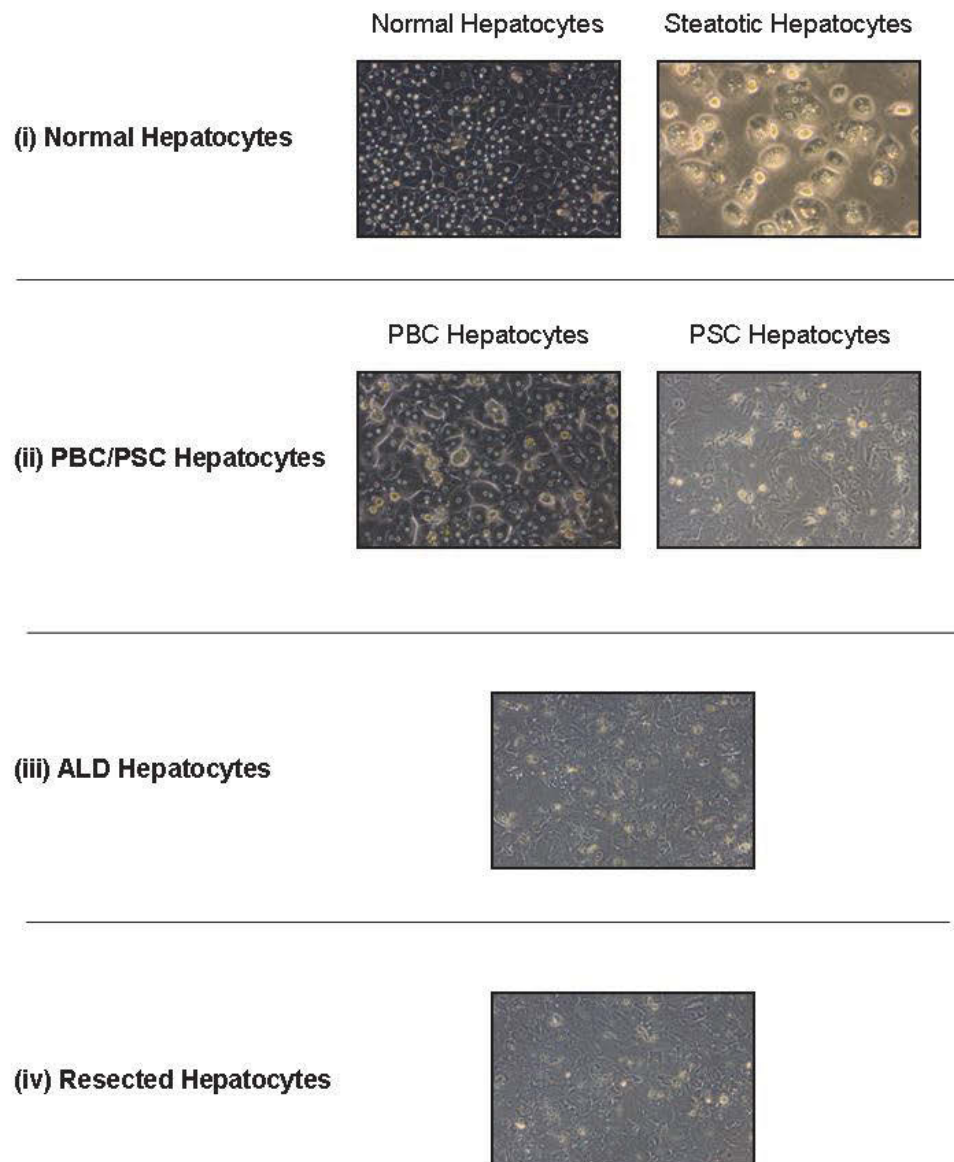 Normal Hepatocytes
Steatotic Hepatocytes
(i) Normal Hepatocytes
PBC Hepatocytes
PSC Hepatocytes
(ii) PBC/PSC Hepatocytes
(iii) ALD Hepatocytes
(iv) Resected Hepatocytes